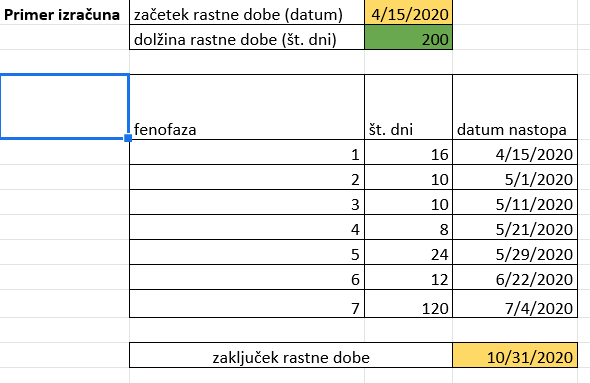 Primer izračuna začetek rastne dobe (datum) 4/15/2020
dolžina rastne dobe (št. dni) 200
fenofaza št. dni datum nastopa
1 16 4/15/2020
2 10 5/1/2020
3 10 5/11/2020
4 8 5/21/2020
5 24 5/29/2020
6 12 6/22/2020
7 120 7/4/2020
zaključek rastne dobe 10/31/2020